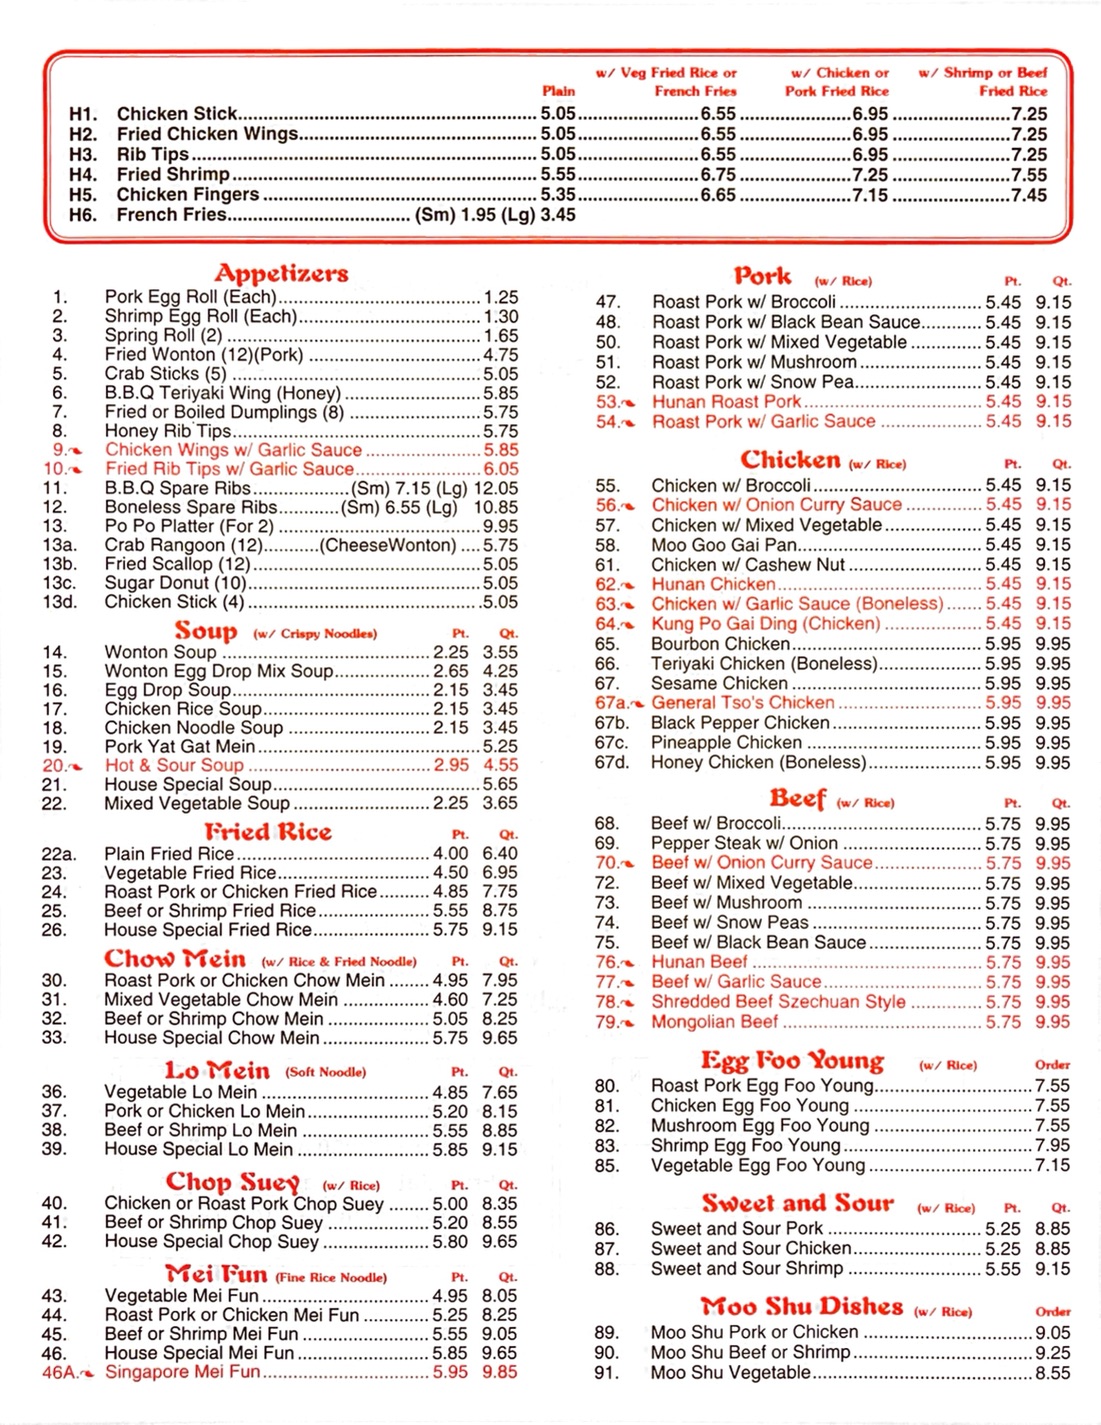 Plain w/ Veg Fried Rice or French Fries w/ Chicken or Pork Fried Rice w/ Shrimp or Beef Fried Rice
H1. Chicken Stick 5.05 6.55 6.95 7.25
H2. Fried Chicken Wings 5.05 6.55 6.95 7.25
H3. Rib Tips 5.05 6.55 6.95 7.25
H4. Fried Shrimp 5.55 6.75 7.25 7.55
H5. Chicken Fingers 5.35 6.65 7.15 7.45
H6. French Fries (Sm) 1.95 (Lg) 3.45
Appetizers
1. Pork Egg Roll (Each) 1.25
2. Shrimp Egg Roll (Each) 1.30
3. Spring Roll (2) 1.65
4. Fried Wonton (12)(Pork) 4.75
5. Crab Sticks (5) 5.05
6. B.B.Q Teriyaki Wing (Honey) 5.85
7. Fried or Boiled Dumplings (8) 5.75
8. Honey Rib Tips 5.75
9. Chicken Wings w/ Garlic Sauce 5.85
10. Fried Rib Tips w/ Garlic Sauce 6.05
11. B.B.Q Spare Ribs (Sm) 7.15 (Lg) 12.05
12. Boneless Spare Ribs (Sm) 6.55 (Lg) 10.85
13. Po Po Platter (For 2) 9.95
13a. Crab Rangoon (12) (CheeseWonton) 5.75
13b. Fried Scallop (12) 5.05
13c. Sugar Donut (10) 5.05
13d. Chicken Stick (4) 5.05
Soup (w/ Crispy Noodles) Pt. Qt.
14. Wonton Soup 2.25 3.55
15. Wonton Egg Drop Mix Soup 2.65 4.25
16. Egg Drop Soup 2.15 3.45
17. Chicken Rice Soup 2.15 3.45
18. Chicken Noodle Soup 2.15 3.45
19. Pork Yat Gat Mein 5.25
20. Hot & Sour Soup 2.95 4.55
21. House Special Soup 5.65
22. Mixed Vegetable Soup 2.25 3.65
Fried Rice Pt. Qt.
22a. Plain Fried Rice 4.00 6.40
23. Vegetable Fried Rice 4.50 6.95
24. Roast Pork or Chicken Fried Rice 4.85 7.75
25. Beef or Shrimp Fried Rice 5.55 8.75
26. House Special Fried Rice 5.75 9.15
Chow Mein (w/ Rice & Fried Noodle) Pt. Qt.
30. Roast Pork or Chicken Chow Mein 4.95 7.95
31. Mixed Vegetable Chow Mein 4.60 7.25
32. Beef or Shrimp Chow Mein 5.05 8.25
33. House Special Chow Mein 5.75 9.65
Lo Mein (Soft Noodle) Pt. Qt.
36. Vegetable Lo Mein 4.85 7.65
37. Pork or Chicken Lo Mein 5.20 8.15
38. Beef or Shrimp Lo Mein 5.55 8.85
39. House Special Lo Mein 5.85 9.15
Chop Suey (w/ Rice) Pt. Qt.
40. Chicken or Roast Pork Chop Suey 5.00 8.35
41. Beef or Shrimp Chop Suey 5.20 8.55
42. House Special Chop Suey 5.80 9.65
Mei Fun (Fine Rice Noodle) Pt. Qt.
43. Vegetable Mei Fun 4.95 8.05
44. Roast Pork or Chicken Mei Fun 5.25 8.25
45. Beef or Shrimp Mei Fun 5.55 9.05
46. House Special Mei Fun 5.85 9.65
46A. Singapore Mei Fun 5.95 9.85
Pork (w/ Rice) Pt. Qt.
47. Roast Pork w/ Broccoli 5.45 9.15
48. Roast Pork w/ Black Bean Sauce 5.45 9.15
50. Roast Pork w/ Mixed Vegetable 5.45 9.15
51. Roast Pork w/ Mushroom 5.45 9.15
52. Roast Pork w/ Snow Pea 5.45 9.15
53. Hunan Roast Pork 5.45 9.15
54. Roast Pork w/ Garlic Sauce 5.45 9.15
Chicken (w/ Rice) Pt. Qt.
55. Chicken w/ Broccoli 5.45 9.15
56. Chicken w/ Onion Curry Sauce 5.45 9.15
57. Chicken w/ Mixed Vegetable 5.45 9.15
58. Moo Goo Gai Pan 5.45 9.15
61. Chicken w/ Cashew Nut 5.45 9.15
62. Hunan Chicken 5.45 9.15
63. Chicken w/ Garlic Sauce (Boneless) 5.45 9.15
64. Kung Po Gai Ding (Chicken) 5.45 9.15
65. Bourbon Chicken 5.95 9.95
66. Teriyaki Chicken (Boneless) 5.95 9.95
67. Sesame Chicken 5.95 9.95
67a. General Tso's Chicken 5.95 9.95
67b. Black Pepper Chicken 5.95 9.95
67c. Pineapple Chicken 5.95 9.95
67d. Honey Chicken (Boneless) 5.95 9.95
Beef (w/ Rice) Pt. Qt.
68. Beef w/ Broccoli 5.75 9.95
69. Pepper Steak w/ Onion 5.75 9.95
70. Beef w/ Onion Curry Sauce 5.75 9.95
72. Beef w/ Mixed Vegetable 5.75 9.95
73. Beef w/ Mushroom 5.75 9.95
74. Beef w/ Snow Peas 5.75 9.95
75. Beef w/ Black Bean Sauce 5.75 9.95
76. Hunan Beef 5.75 9.95
77. Beef w/ Garlic Sauce 5.75 9.95
78. Shredded Beef Szechuan Style 5.75 9.95
79. Mongolian Beef 5.75 9.95
Egg Foo Young (w/ Rice) Order
80. Roast Pork Egg Foo Young 7.55
81. Chicken Egg Foo Young 7.55
82. Mushroom Egg Foo Young 7.55
83. Shrimp Egg Foo Young 7.95
85. Vegetable Egg Foo Young 7.15
Sweet and Sour (w/ Rice) Pt. Qt.
86. Sweet and Sour Pork 5.25 8.85
87. Sweet and Sour Chicken 5.25 8.85
88. Sweet and Sour Shrimp 5.55 9.15
Moo Shu Dishes (w/ Rice) Order
89. Moo Shu Pork or Chicken 9.05
90. Moo Shu Beef or Shrimp 9.25
91. Moo Shu Vegetable 8.55